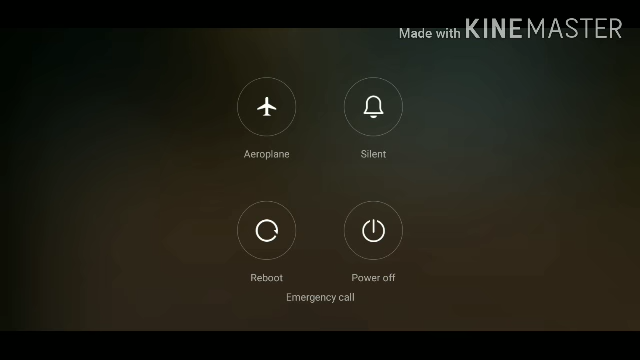 Made with KINEMASTER
Aeroplane
Silent
Reboot
Power off
Emergency call